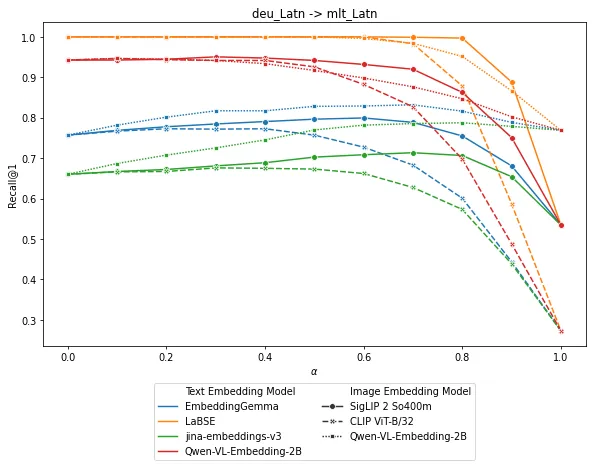 deu_Latn -> mlt_Latn
Recall@1
1.0
0.9
0.8
0.7
0.6
0.5
0.4
0.3
0.0 0.2 0.4 0.6 0.8 1.0
α
Text Embedding Model
EmbeddingGemma
LaBSE
jina-embeddings-v3
Qwen-VL-Embedding-2B
Image Embedding Model
SigLIP 2 So400m
CLIP ViT-B/32
Qwen-VL-Embedding-2B